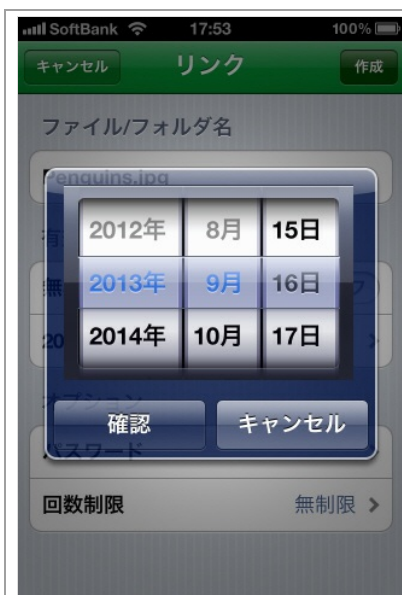 SoftBank 17:53 100%
キャンセル リンク 作成
ファイル/フォルダ名
Penguins.jpg
2012年 8月 15日
2013年 9月 16日
2014年 10月 17日
オプション
確認 キャンセル
パスワード
回数制限 無制限